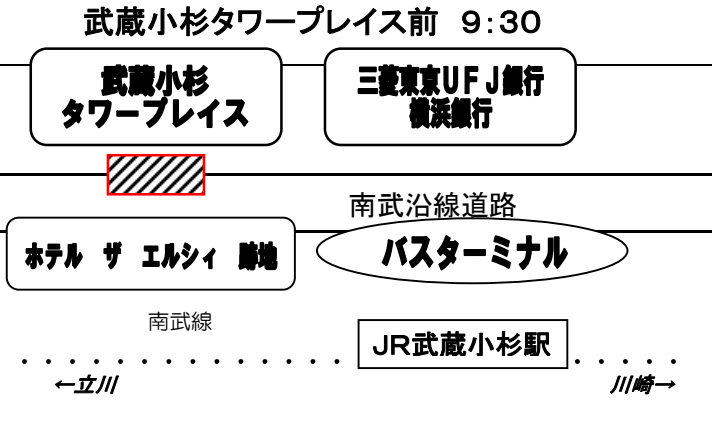 武蔵小杉タワープレイス前 9:30
武蔵小杉
タワープレイス
三菱東京UFJ銀行
横浜銀行
南武沿線道路
ホテル ザ エルシィ 跡地
バスターミナル
南武線
JR武蔵小杉駅
←立川
川崎→